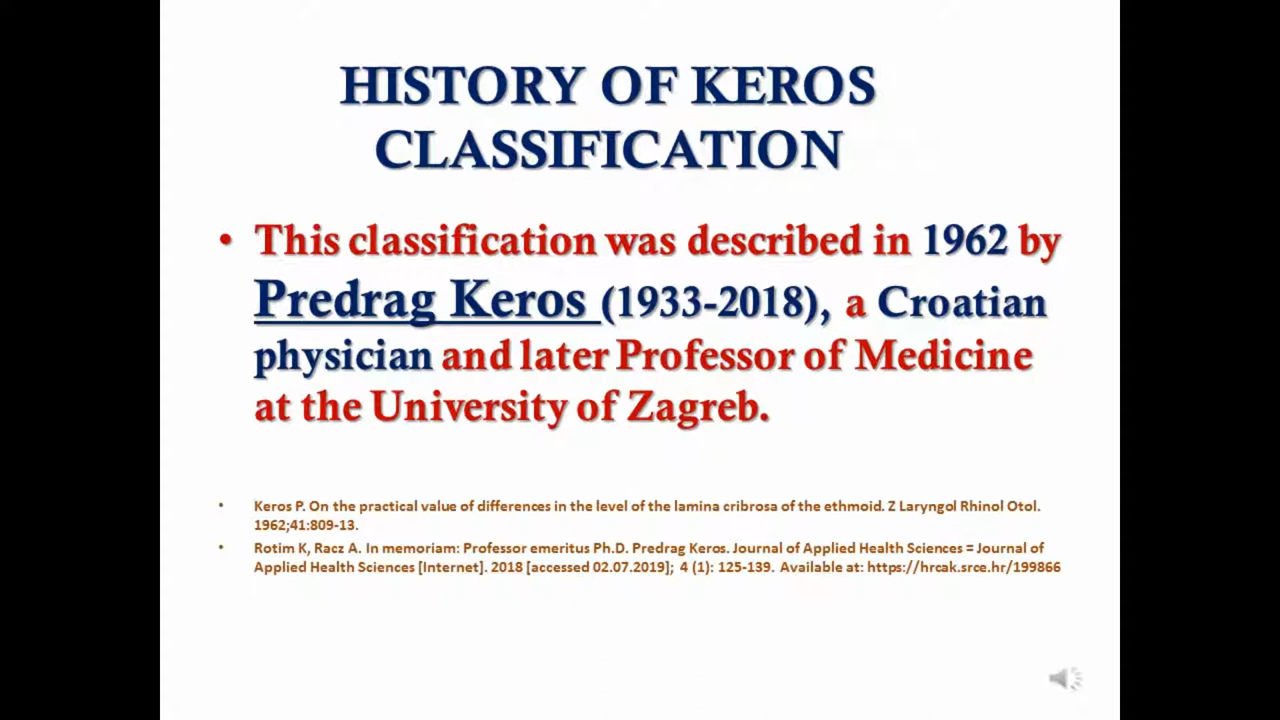 HISTORY OF KEROS
CLASSIFICATION
• This classification was described in 1962 by
Predrag Keros (1933-2018), a Croatian
physician and later Professor of Medicine
at the University of Zagreb.
• Keros P. On the practical value of differences in the level of the lamina cribrosa of the ethmoid. Z Laryngol Rhinol Otol.
1962;41:809-13.
• Rotim K, Racz A. In memoriam: Professor emeritus Ph.D. Predrag Keros. Journal of Applied Health Sciences = Journal of
Applied Health Sciences [Internet]. 2018 [accessed 02.07.2019]; 4 (1): 125-139. Available at: https://hrcak.srce.hr/199866